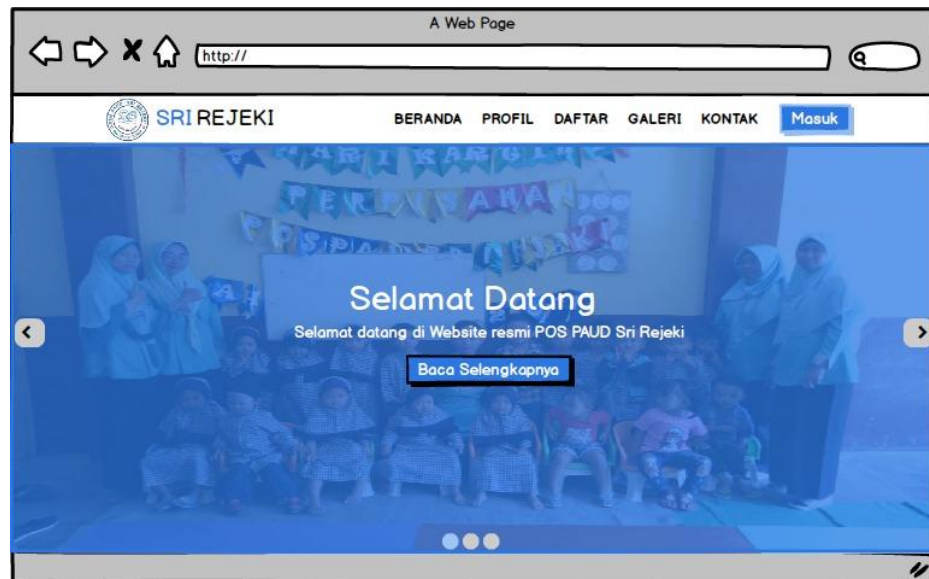 A Web Page
http://
SRI REJEKI
BERANDA PROFIL DAFTAR GALERI KONTAK Masuk
PERPISAHAN
Selamat Datang
Selamat datang di Website resmi POS PAUD Sri Rejeki
Baca Selengkapnya